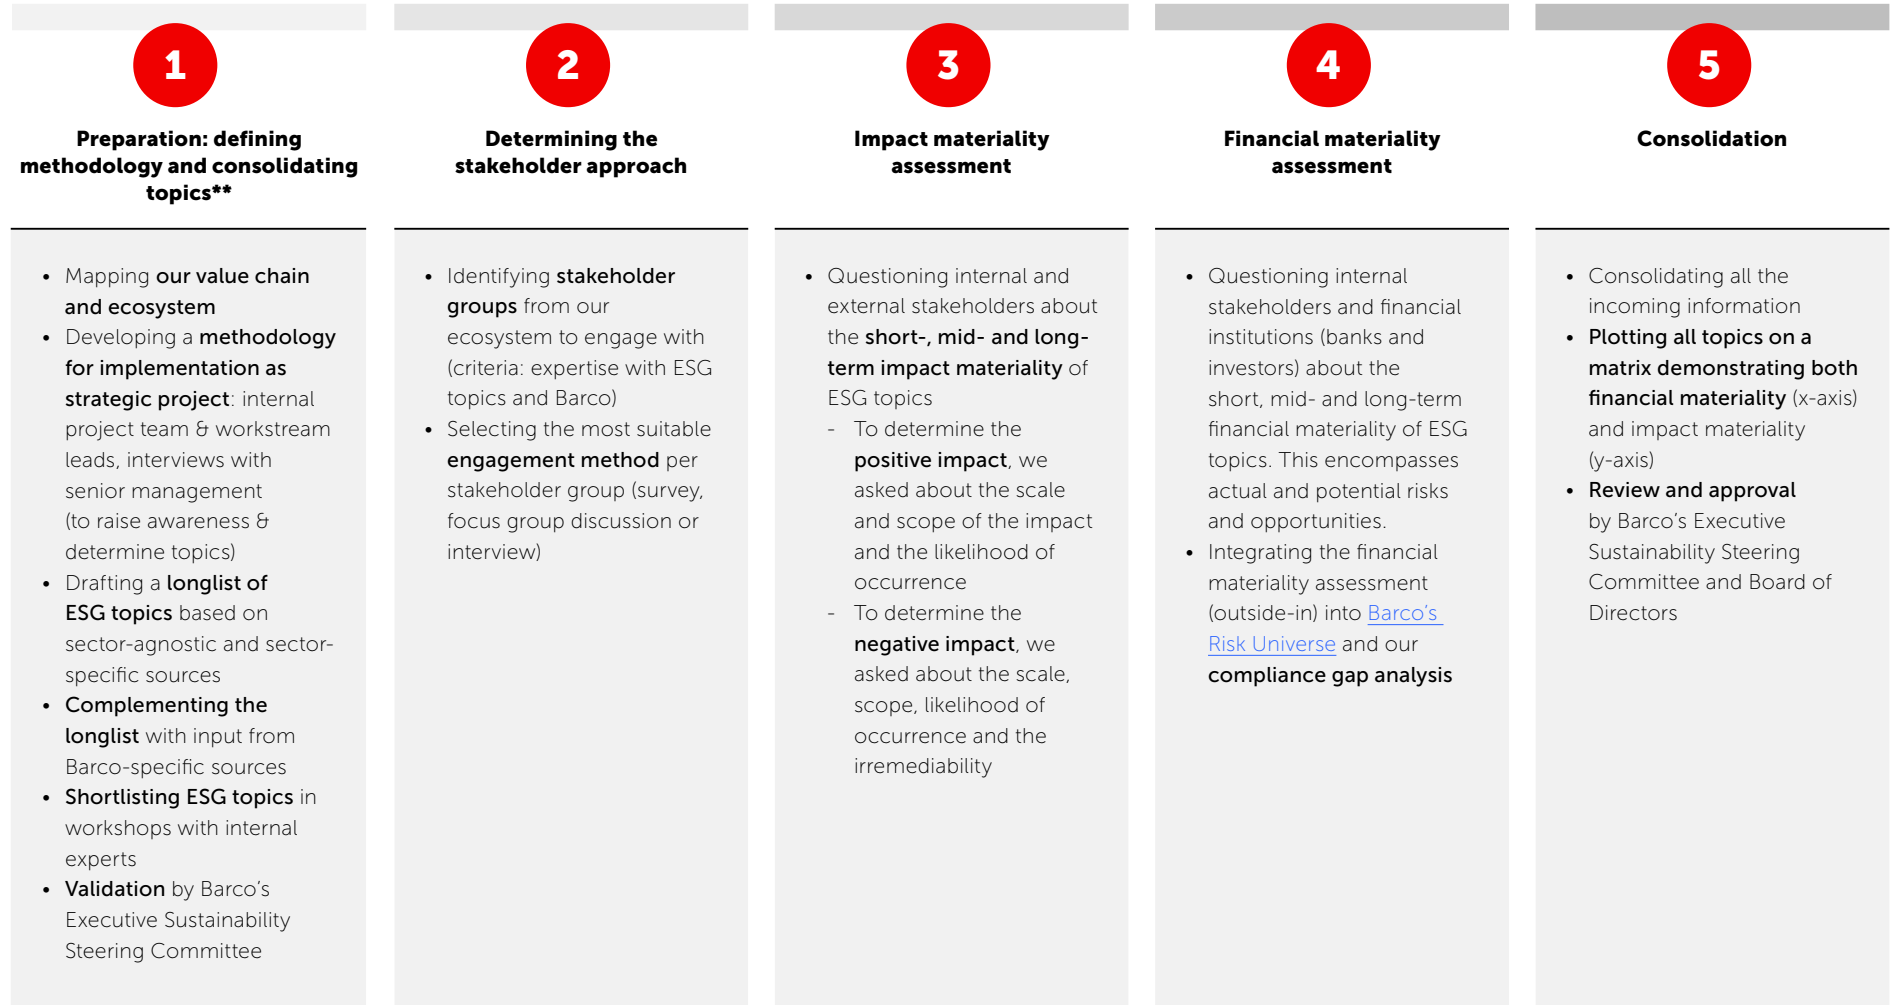 1
Preparation: defining
methodology and consolidating
topics**
• Mapping our value chain
and ecosystem
• Developing a methodology
for implementation as
strategic project: internal
project team & workstream
leads, interviews with
senior management
(to raise awareness &
determine topics)
• Drafting a longlist of
ESG topics based on
sector-agnostic and sector-
specific sources
• Complementing the
longlist with input from
Barco-specific sources
• Shortlisting ESG topics in
workshops with internal
experts
• Validation by Barco’s
Executive Sustainability
Steering Committee
2
Determining the
stakeholder approach
• Identifying stakeholder
groups from our
ecosystem to engage with
(criteria: expertise with ESG
topics and Barco)
• Selecting the most suitable
engagement method per
stakeholder group (survey,
focus group discussion or
interview)
3
Impact materiality
assessment
• Questioning internal and
external stakeholders about
the short-, mid- and long-
term impact materiality of
ESG topics
- To determine the
positive impact, we
asked about the scale
and scope of the impact
and the likelihood of
occurrence
- To determine the
negative impact, we
asked about the scale,
scope, likelihood of
occurrence and the
irremediability
4
Financial materiality
assessment
• Questioning internal
stakeholders and financial
institutions (banks and
investors) about the
short, mid- and long-term
financial materiality of ESG
topics. This encompasses
actual and potential risks
and opportunities.
• Integrating the financial
materiality assessment
(outside-in) into Barco’s
Risk Universe and our
compliance gap analysis
5
Consolidation
• Consolidating all the
incoming information
• Plotting all topics on a
matrix demonstrating both
financial materiality (x-axis)
and impact materiality
(y-axis)
• Review and approval
by Barco’s Executive
Sustainability Steering
Committee and Board of
Directors